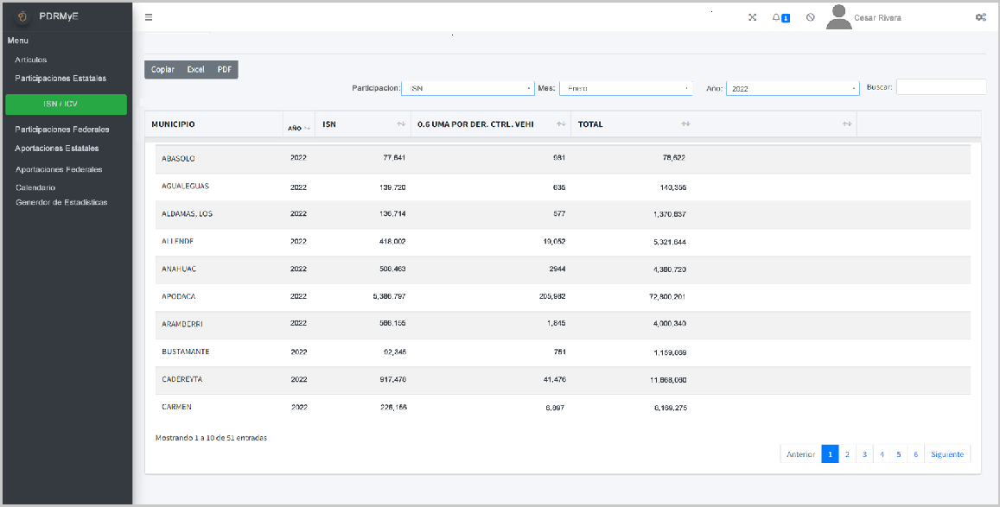 PDRMyE
1
Cesar Rivera
Menu
Articulos
Participaciones Estatales
ISN / ICV
Participaciones Federales
Aportaciones Estatales
Aportaciones Federales
Calendario
Generdor de Estadisticas
Copiar Excel PDF
Participacion: ISN Mes: Enero Año: 2022 Buscar:
MUNICIPIO AÑO ISN 0.6 UMA POR DER. CTRL. VEHI TOTAL
ABASOLO 2022 77,641 981 78,622
AGUALEGUAS 2022 139,720 635 140,355
ALDAMAS, LOS 2022 136,714 577 1,370,837
ALLENDE 2022 418,002 19,052 5,321,644
ANAHUAC 2022 508,463 2944 4,380,720
APODACA 2022 5,386,797 205,982 72,800,201
ARAMBERRI 2022 566,155 1,845 4,000,340
BUSTAMANTE 2022 92,345 751 1,159,869
CADEREYTA 2022 917,478 41,476 11,868,060
CARMEN 2022 226,156 6,897 8,169,275
Mostrando 1 a 10 de 51 entradas
Anterior 1 2 3 4 5 6 Siguiente